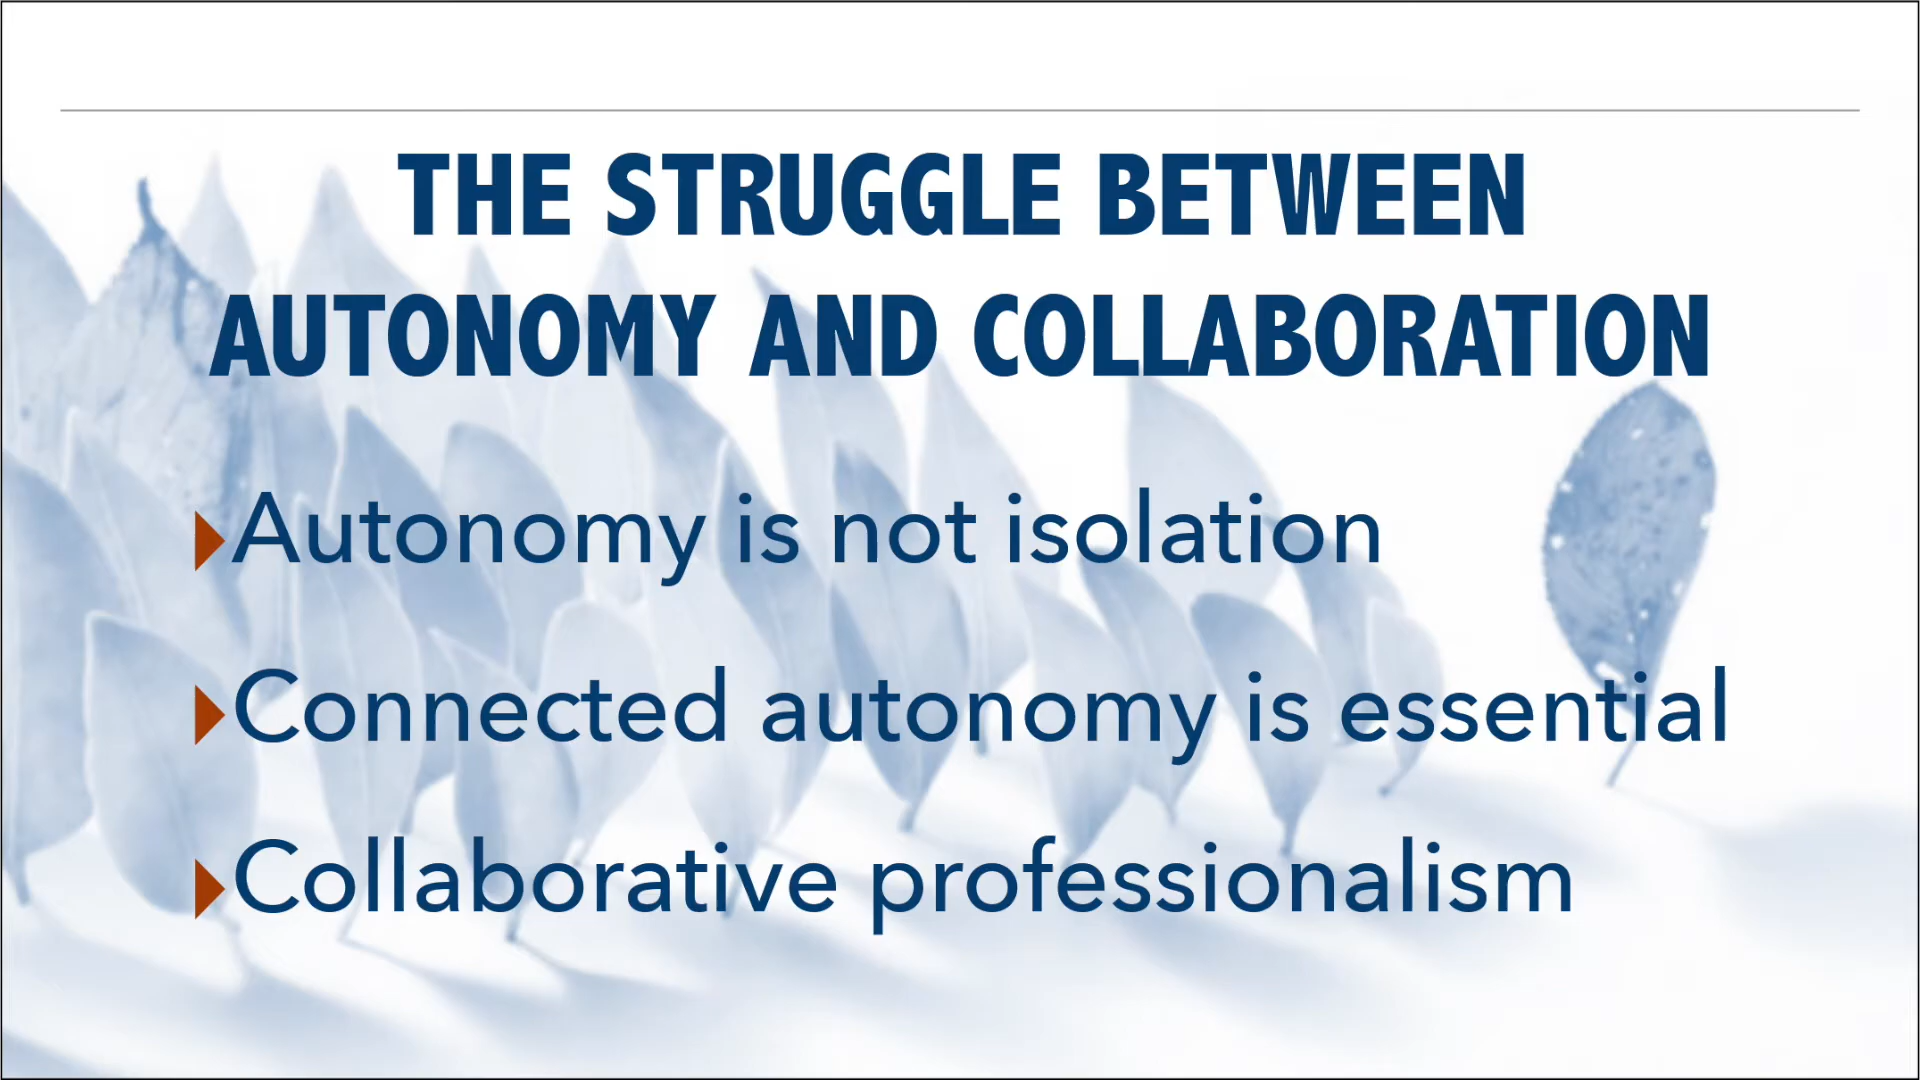 THE STRUGGLE BETWEEN
AUTONOMY AND COLLABORATION
Autonomy is not isolation
Connected autonomy is essential
Collaborative professionalism